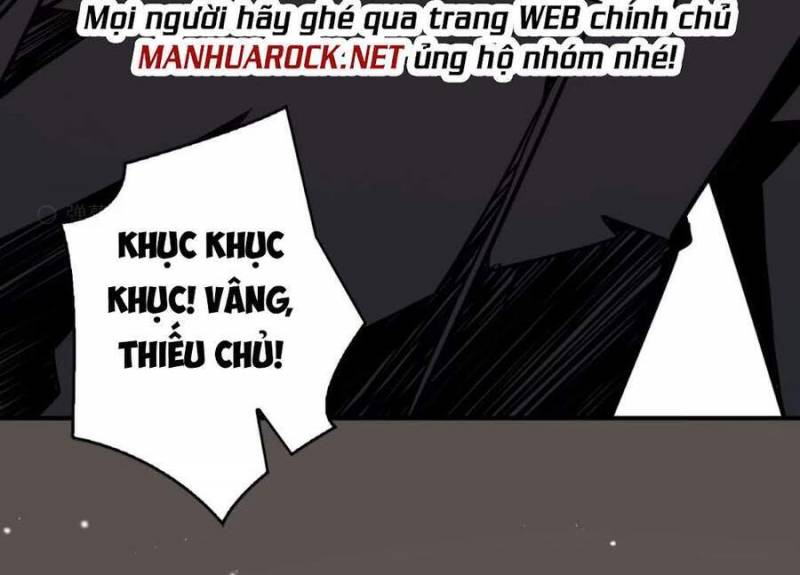 Mọi người hãy ghé qua trang WEB chính chủ
MANHUAROCK.NET ủng hộ nhóm nhé!
KHỤC KHỤC
KHỤC! VÂNG,
THIẾU CHỦ!